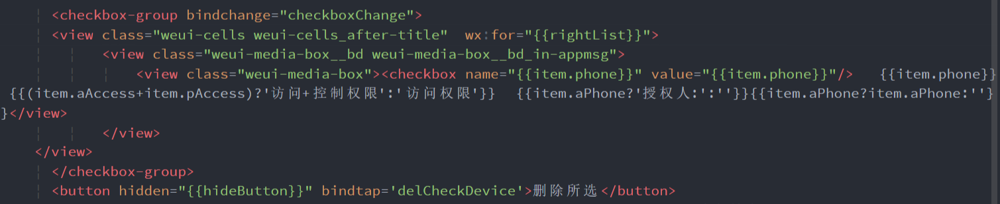 <checkbox-group bindchange="checkboxChange">
<view class="weui-cells weui-cells_after-title"  wx:for="{{rightList}}">
<view class="weui-media-box__bd weui-media-box__bd_in-appmsg">
<view class="weui-media-box"><checkbox name="{{item.phone}}" value="{{item.phone}}"/>   {{item.phone}}
{{(item.aAccess+item.pAccess)?'访问+控制权限':'访问权限'}}  {{item.aPhone?'授权人:':''}}{{item.aPhone?item.aPhone:''}
}</view>
</view>
</view>
</checkbox-group>
<button hidden="{{hideButton}}" bindtap='delCheckDevice'>删除所选</button>